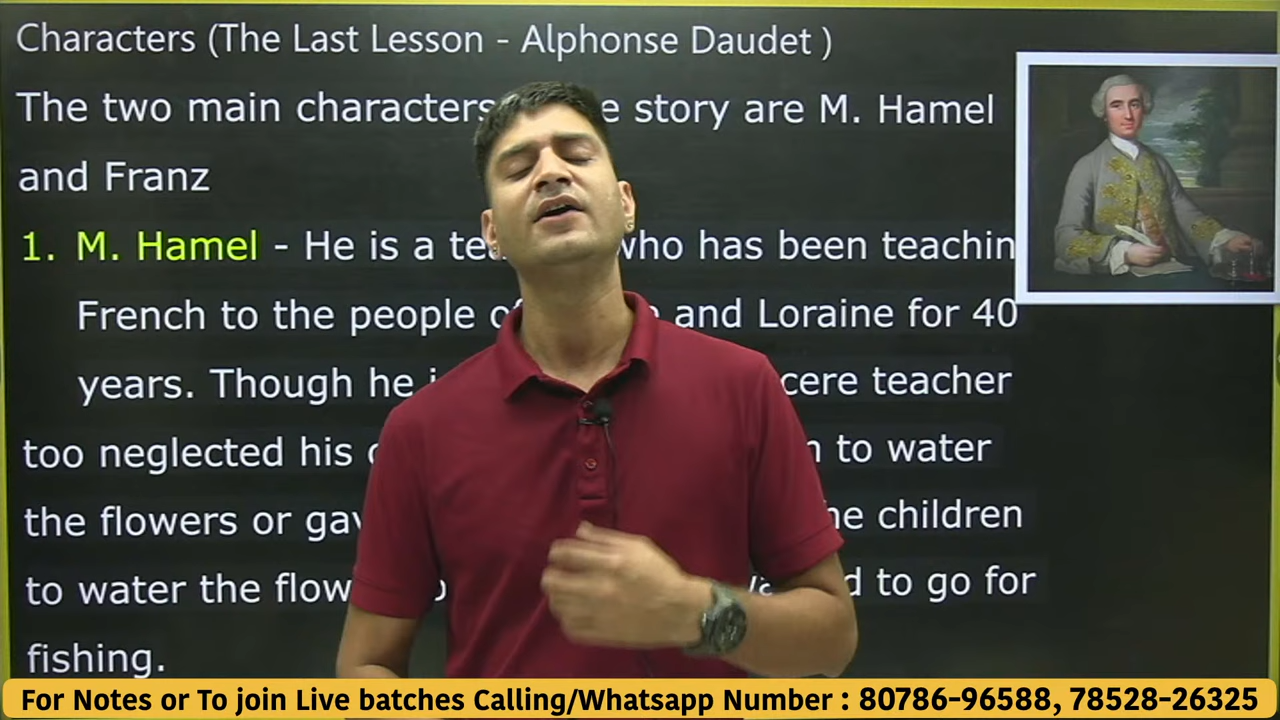 Characters (The Last Lesson - Alphonse Daudet )
The two main characters e story are M. Hamel
and Franz
1. M. Hamel - He is a te who has been teachin
French to the people o and Loraine for 40
years. Though he i cere teacher
too neglected his to water
the flowers or gav he children
to water the flow d to go for
fishing.
For Notes or To join Live batches Calling/Whatsapp Number : 80786-96588, 78528-26325